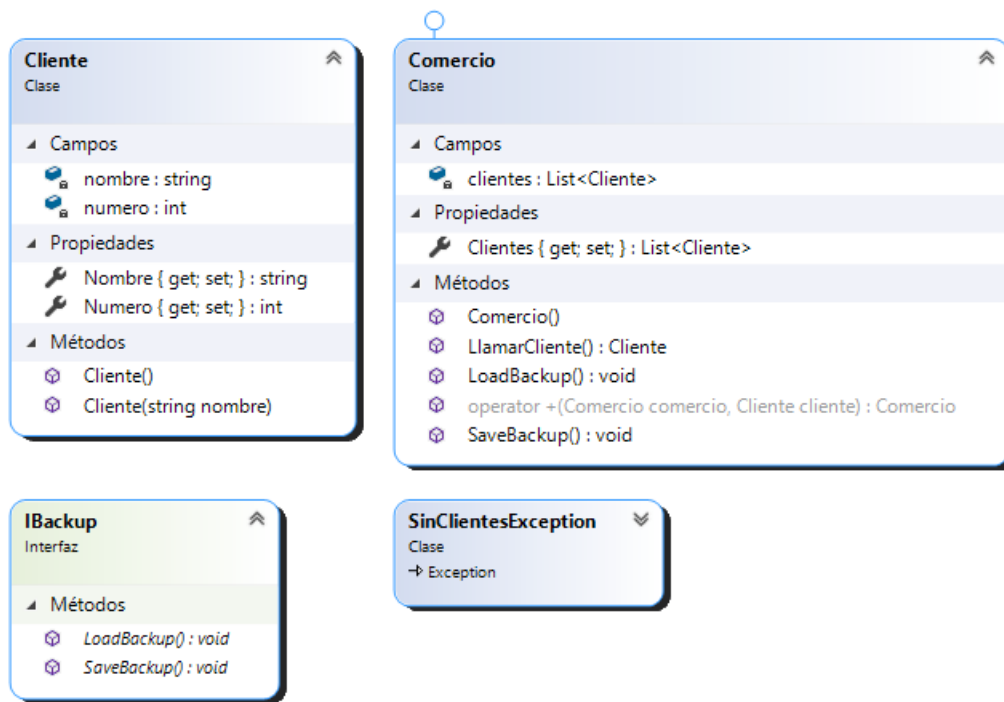 Cliente
Clase
Campos
nombre : string
numero : int
Propiedades
Nombre { get; set; } : string
Numero { get; set; } : int
Métodos
Cliente()
Cliente(string nombre)
Comercio
Clase
Campos
clientes : List<Cliente>
Propiedades
Clientes { get; set; } : List<Cliente>
Métodos
Comercio()
LlamarCliente() : Cliente
LoadBackup() : void
operator +(Comercio comercio, Cliente cliente) : Comercio
SaveBackup() : void
IBackup
Interfaz
Métodos
LoadBackup() : void
SaveBackup() : void
SinClientesException
Clase
Exception